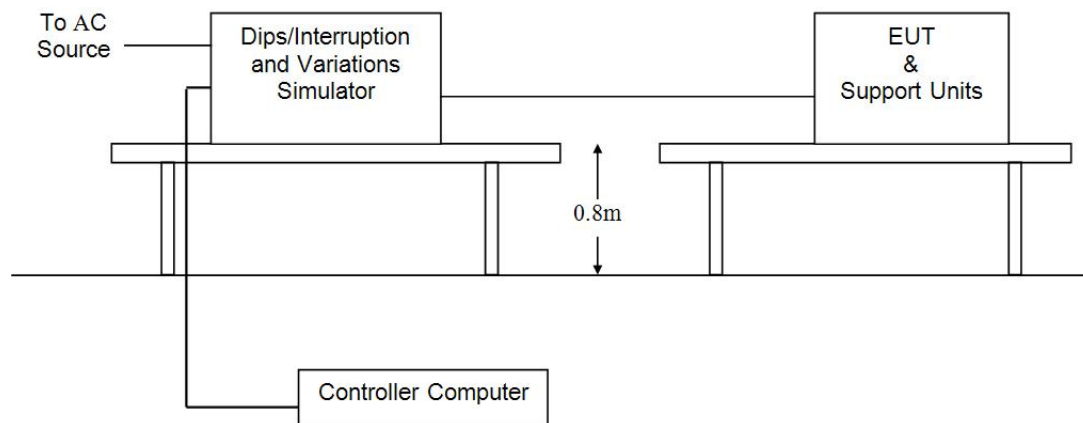 To AC
Source
Dips/Interruption
and Variations
Simulator
EUT
&
Support Units
0.8m
Controller Computer